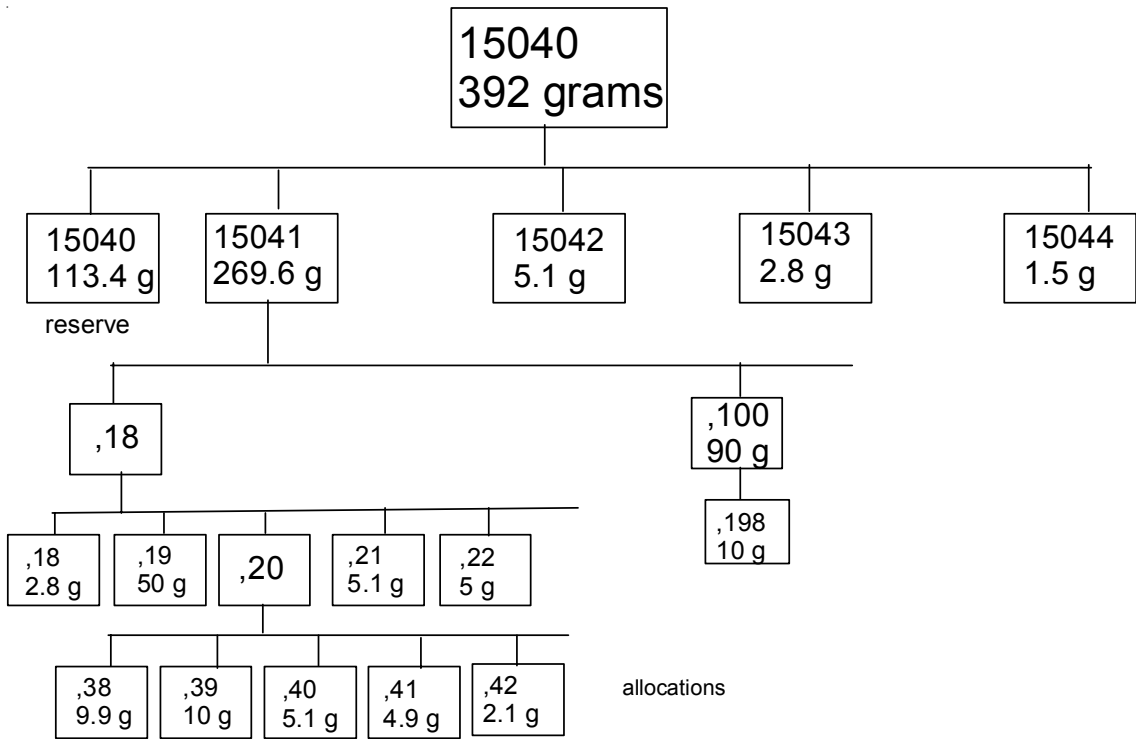 15040
392 grams
15040
113.4 g
15041
269.6 g
15042
5.1 g
15043
2.8 g
15044
1.5 g
reserve
,18
,100
90 g
,198
10 g
,18
2.8 g
,19
50 g
,20
,21
5.1 g
,22
5 g
,38
9.9 g
,39
10 g
,40
5.1 g
,41
4.9 g
,42
2.1 g
allocations